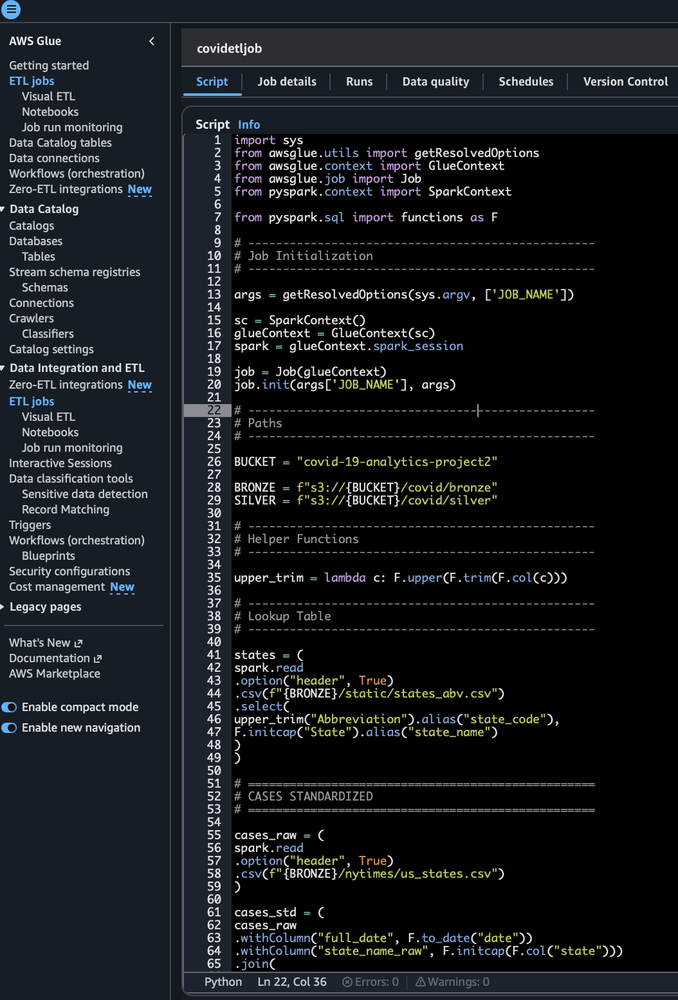 AWS Glue
Getting started
ETL jobs
Visual ETL
Notebooks
Job run monitoring
Data Catalog tables
Data connections
Workflows (orchestration)
Zero-ETL integrations New
Data Catalog
Catalogs
Databases
Tables
Stream schema registries
Schemas
Connections
Crawlers
Classifiers
Catalog settings
Data Integration and ETL
Zero-ETL integrations New
ETL jobs
Visual ETL
Notebooks
Job run monitoring
Interactive Sessions
Data classification tools
Sensitive data detection
Record Matching
Triggers
Workflows (orchestration)
Blueprints
Security configurations
Cost management New
Legacy pages
What's New
Documentation
AWS Marketplace
Enable compact mode
Enable new navigation
covidetljob
Script Job details Runs Data quality Schedules Version Control
Script Info
1 import sys
2 from awsglue.utils import getResolvedOptions
3 from awsglue.context import GlueContext
4 from awsglue.job import Job
5 from pyspark.context import SparkContext
6
7 from pyspark.sql import functions as F
8
9 # --------------------------------------------------
10 # Job Initialization
11 # --------------------------------------------------
12
13 args = getResolvedOptions(sys.argv, ['JOB_NAME'])
14
15 sc = SparkContext()
16 glueContext = GlueContext(sc)
17 spark = glueContext.spark_session
18
19 job = Job(glueContext)
20 job.init(args['JOB_NAME'], args)
21
22 # --------------------------------------------------
23 # Paths
24 # --------------------------------------------------
25
26 BUCKET = "covid-19-analytics-project2"
27
28 BRONZE = f"s3://{BUCKET}/covid/bronze"
29 SILVER = f"s3://{BUCKET}/covid/silver"
30
31 # --------------------------------------------------
32 # Helper Functions
33 # --------------------------------------------------
34
35 upper_trim = lambda c: F.upper(F.trim(F.col(c)))
36
37 # --------------------------------------------------
38 # Lookup Table
39 # --------------------------------------------------
40
41 states = (
42 spark.read
43 .option("header", True)
44 .csv(f"{BRONZE}/static/states_abv.csv")
45 .select(
46 upper_trim("Abbreviation").alias("state_code"),
47 F.initcap("State").alias("state_name")
48 )
49 )
50
51 # ==================================================
52 # CASES STANDARDIZED
53 # ==================================================
54
55 cases_raw = (
56 spark.read
57 .option("header", True)
58 .csv(f"{BRONZE}/nytimes/us_states.csv")
59 )
60
61 cases_std = (
62 cases_raw
63 .withColumn("full_date", F.to_date("date"))
64 .withColumn("state_name_raw", F.initcap(F.col("state")))
65 .join(
Python Ln 22, Col 36 Errors: 0 Warnings: 0